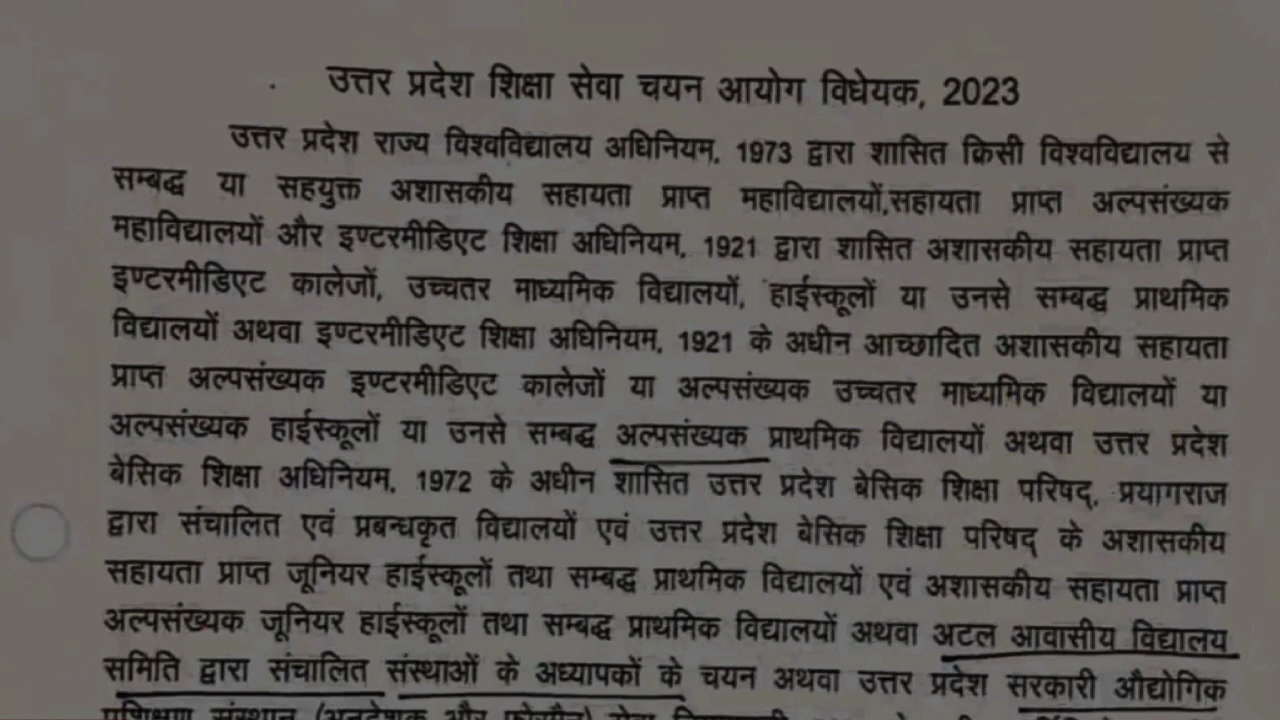 उत्तर प्रदेश शिक्षा सेवा चयन आयोग विधेयक, 2023
उत्तर प्रदेश राज्य विश्वविद्यालय अधिनियम, 1973 द्वारा शासित किसी विश्वविद्यालय से
सम्बद्ध या सहयुक्त अशासकीय सहायता प्राप्त महाविद्यालयों,सहायता प्राप्त अल्पसंख्यक
महाविद्यालयों और इण्टरमीडिएट शिक्षा अधिनियम, 1921 द्वारा शासित अशासकीय सहायता प्राप्त
इण्टरमीडिएट कालेजों, उच्चतर माध्यमिक विद्यालयों, हाईस्कूलों या उनसे सम्बद्ध प्राथमिक
विद्यालयों अथवा इण्टरमीडिएट शिक्षा अधिनियम, 1921 के अधीन आच्छादित अशासकीय सहायता
प्राप्त अल्पसंख्यक इण्टरमीडिएट कालेजों या अल्पसंख्यक उच्चतर माध्यमिक विद्यालयों या
अल्पसंख्यक हाईस्कूलों या उनसे सम्बद्ध अल्पसंख्यक प्राथमिक विद्यालयों अथवा उत्तर प्रदेश
बेसिक शिक्षा अधिनियम, 1972 के अधीन शासित उत्तर प्रदेश बेसिक शिक्षा परिषद्, प्रयागराज
द्वारा संचालित एवं प्रबन्धकृत विद्यालयों एवं उत्तर प्रदेश बेसिक शिक्षा परिषद् के अशासकीय
सहायता प्राप्त जूनियर हाईस्कूलों तथा सम्बद्ध प्राथमिक विद्यालयों एवं अशासकीय सहायता प्राप्त
अल्पसंख्यक जूनियर हाईस्कूलों तथा सम्बद्ध प्राथमिक विद्यालयों अथवा अटल आवासीय विद्यालय
समिति द्वारा संचालित संस्थाओं के अध्यापकों के चयन अथवा उत्तर प्रदेश सरकारी औद्योगिक